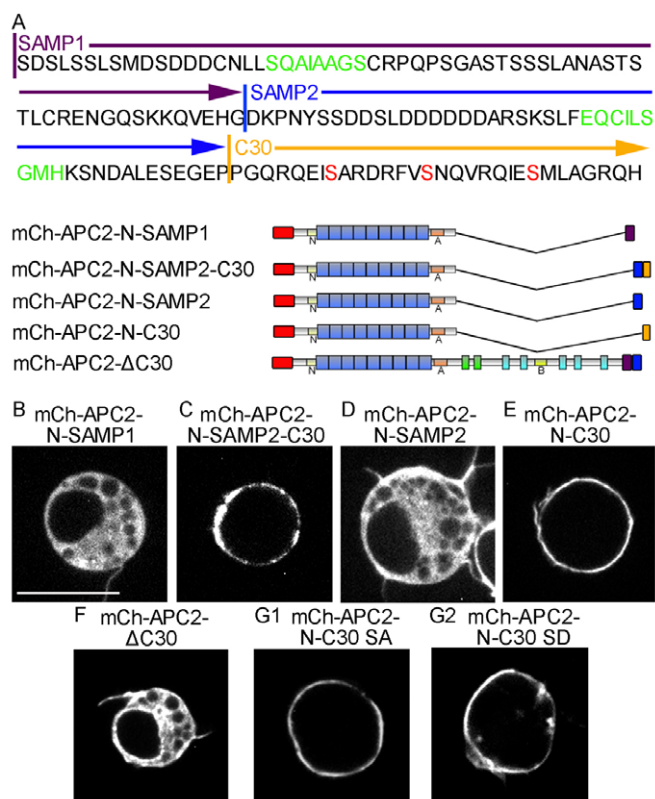 A
SAMP1
SDSLSSLSMDSDDDCNLLSQAIAAGSCRPQPSGASTSSSLANASTS
SAMP2
TLCRENGQSKKQVEHGDKPNYSSDDSLDDDDDDARSKSLFEQCILS
C30
GMHKSNDALESEGEPPGQRQEISARDRFVSNQVRQIESMLAGRQH
mCh-APC2-N-SAMP1
N A
mCh-APC2-N-SAMP2-C30
N A
mCh-APC2-N-SAMP2
N A
mCh-APC2-N-C30
N A
mCh-APC2-ΔC30
N A B
B mCh-APC2-
N-SAMP1
C mCh-APC2-
N-SAMP2-C30
D mCh-APC2-
N-SAMP2
E mCh-APC2-
N-C30
F mCh-APC2-
ΔC30
G1 mCh-APC2-
N-C30 SA
G2 mCh-APC2-
N-C30 SD